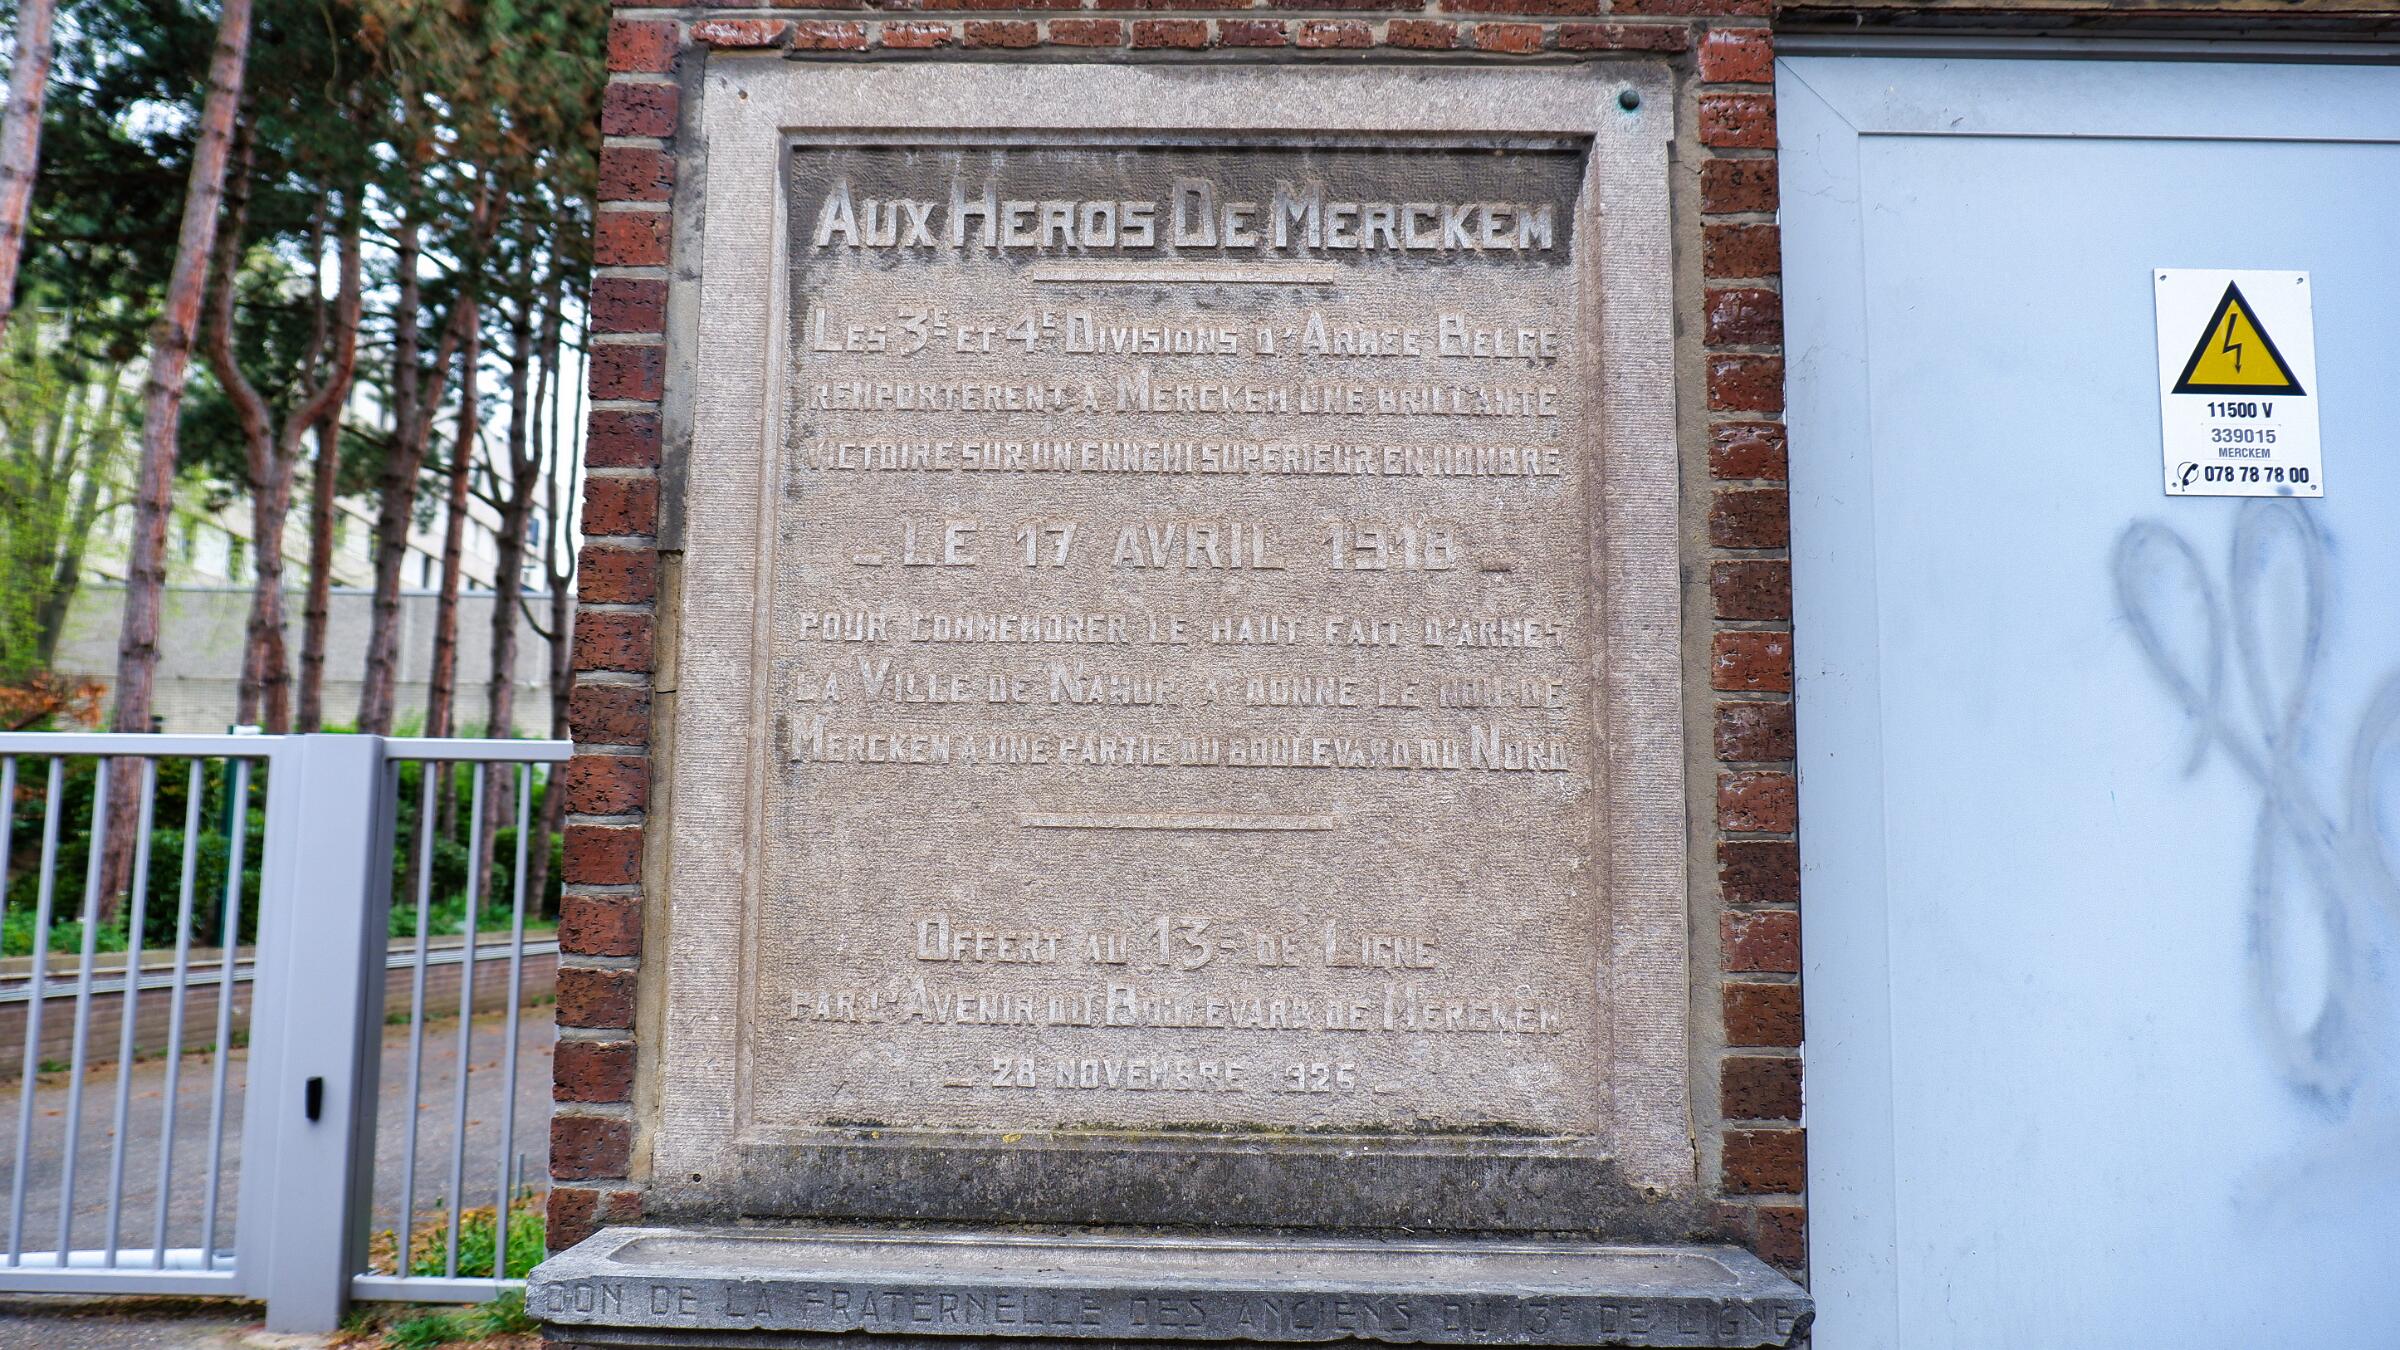 AUX HEROS DE MERCKEM
LES 3E ET 4E DIVISIONS D'ARMEE BELGE
REMPORTERENT A MERCKEM UNE BRILLANTE
VICTOIRE SUR UN ENNEMI SUPERIEUR EN NOMBRE
_ LE 17 AVRIL 1918 _
POUR COMMEMORER LE HAUT FAIT D'ARMES
LA VILLE DE NAMUR A DONNE LE NOM DE
MERCKEM A UNE PARTIE DU BOULEVARD DU NORD
OFFERT AU 13E DE LIGNE
PAR L'AVENIR DU BOULEVARD DE MERCKEM
_ 28 NOVEMBRE 1925 _
DON DE LA FRATERNELLE DES ANCIENS DU 13E DE LIGNE
11500 V
339015
MERCKEM
078 78 78 00